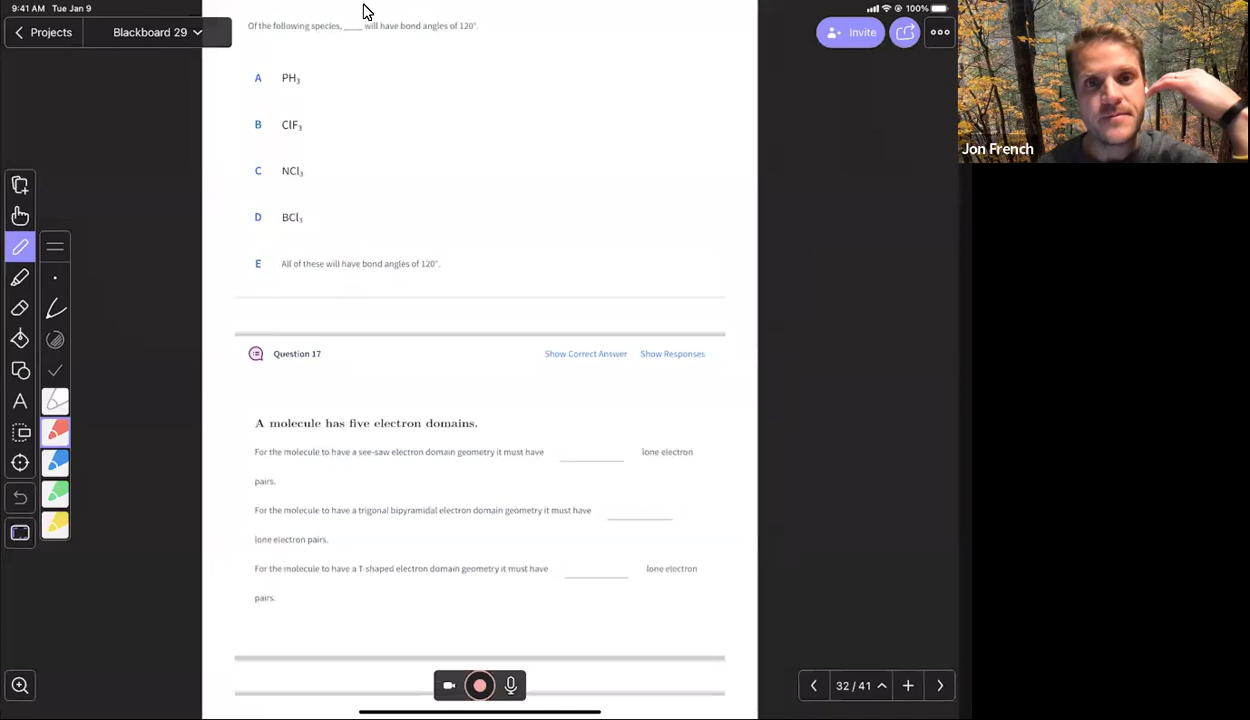 9:41 AM Tue Jan 9
100%
Projects
Blackboard 29
Invite
Of the following species, ____ will have bond angles of 120°.
A PH₃
B ClF₃
C NCl₃
D BCl₃
E All of these will have bond angles of 120°.
Jon French
Question 17
Show Correct Answer Show Responses
A molecule has five electron domains.
For the molecule to have a see-saw electron domain geometry it must have ____ lone electron
pairs.
For the molecule to have a trigonal bipyramidal electron domain geometry it must have ____
lone electron pairs.
For the molecule to have a T-shaped electron domain geometry it must have ____ lone electron
pairs.
A
32 / 41